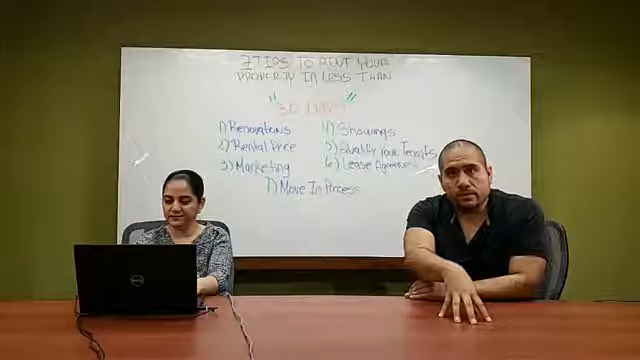 7 TIPS TO RENT YOUR
PROPERTY IN LESS THAN
"30 DAYS"
1) Renovations
2) Rental Price
3) Marketing
4) Showings
5) Qualify Your Tenants
6) Lease
7) Move In Process
DELL